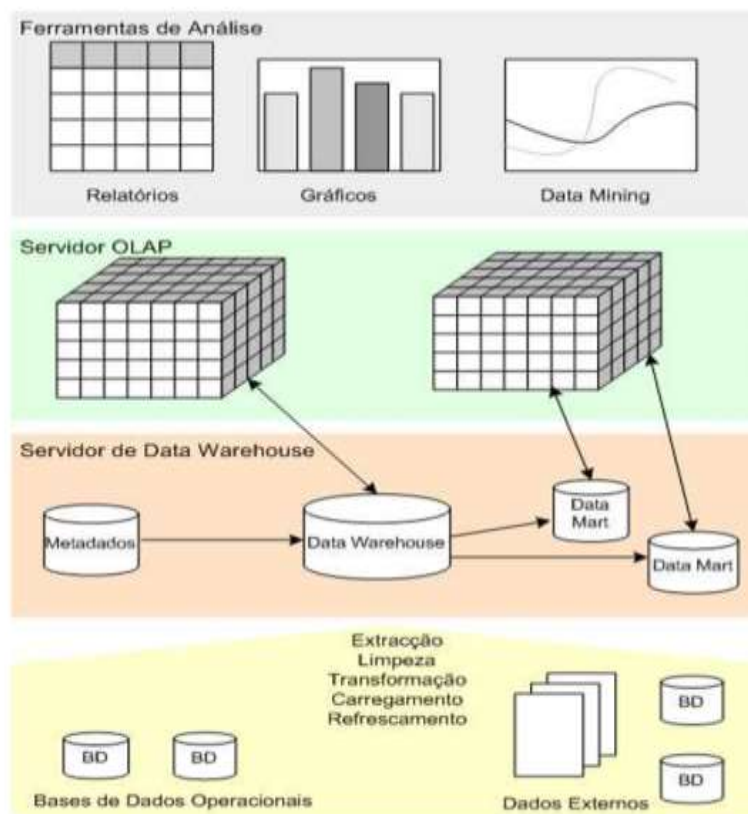 Ferramentas de Análise
Relatórios
Gráficos
Data Mining
Servidor OLAP
Servidor de Data Warehouse
Metadados
Data Warehouse
Data
Mart
Data Mart
Extracção
Limpeza
Transformação
Carregamento
Refrescamento
BD
BD
Bases de Dados Operacionais
BD
BD
Dados Externos